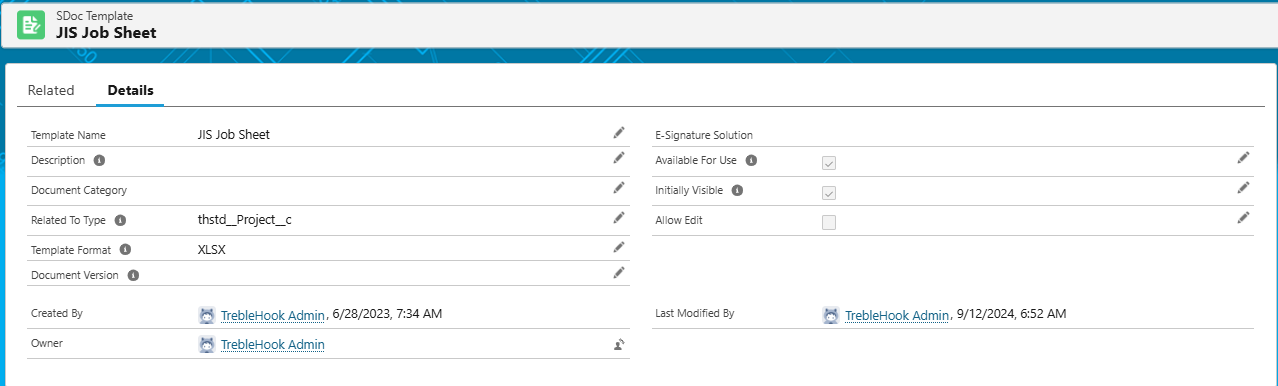 SDoc Template
JIS Job Sheet
Related Details
Template Name JIS Job Sheet E-Signature Solution
Description Available For Use
Document Category Initially Visible
Related To Type thstd__Project__c Allow Edit
Template Format XLSX
Document Version
Created By TrebleHook Admin, 6/28/2023, 7:34 AM Last Modified By TrebleHook Admin, 9/12/2024, 6:52 AM
Owner TrebleHook Admin